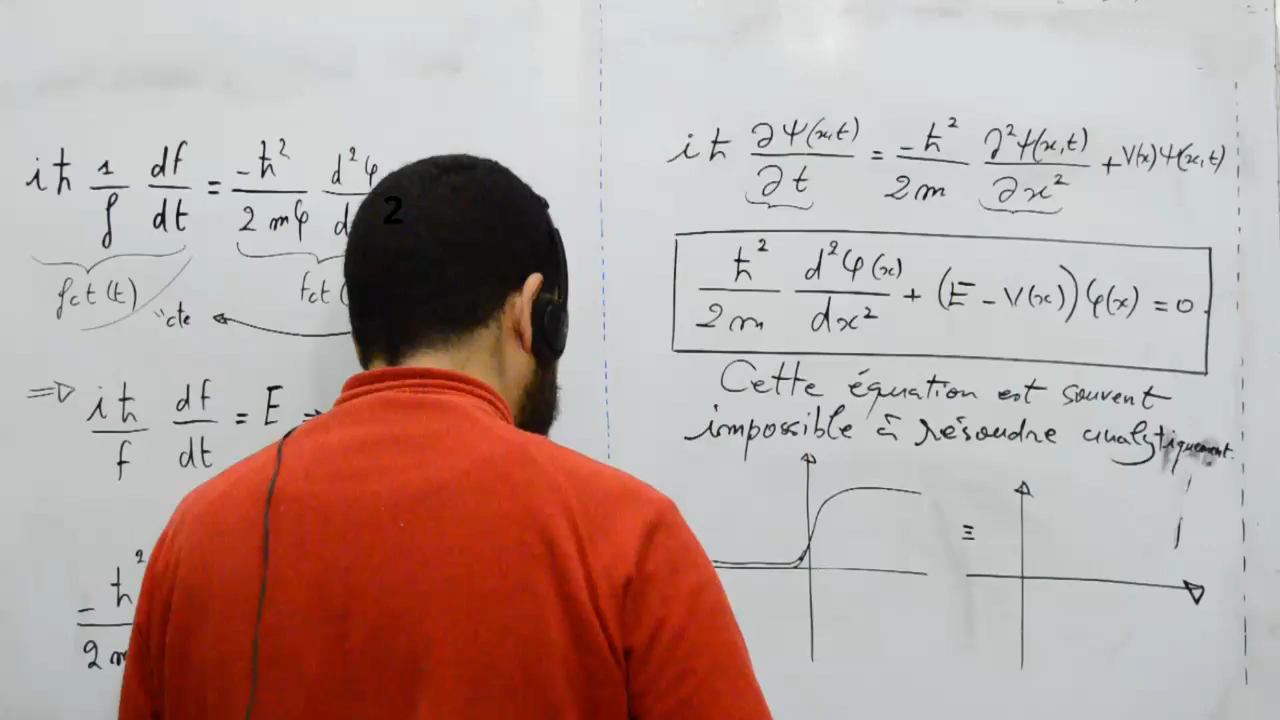 iħ 1/f df/dt = -ħ²/2mφ d²φ
fct(t) fct(
"cte
⇒ iħ/f df/dt = E ⇒
-ħ²/2m
2
iħ ∂Ψ(x,t)/∂t = -ħ²/2m ∂²Ψ(x,t)/∂x² + V(x)Ψ(x,t)
ħ²/2m d²φ(x)/dx² + (E - V(x))φ(x) = 0
Cette équation est souvent
impossible à résoudre analytiquement.
≡